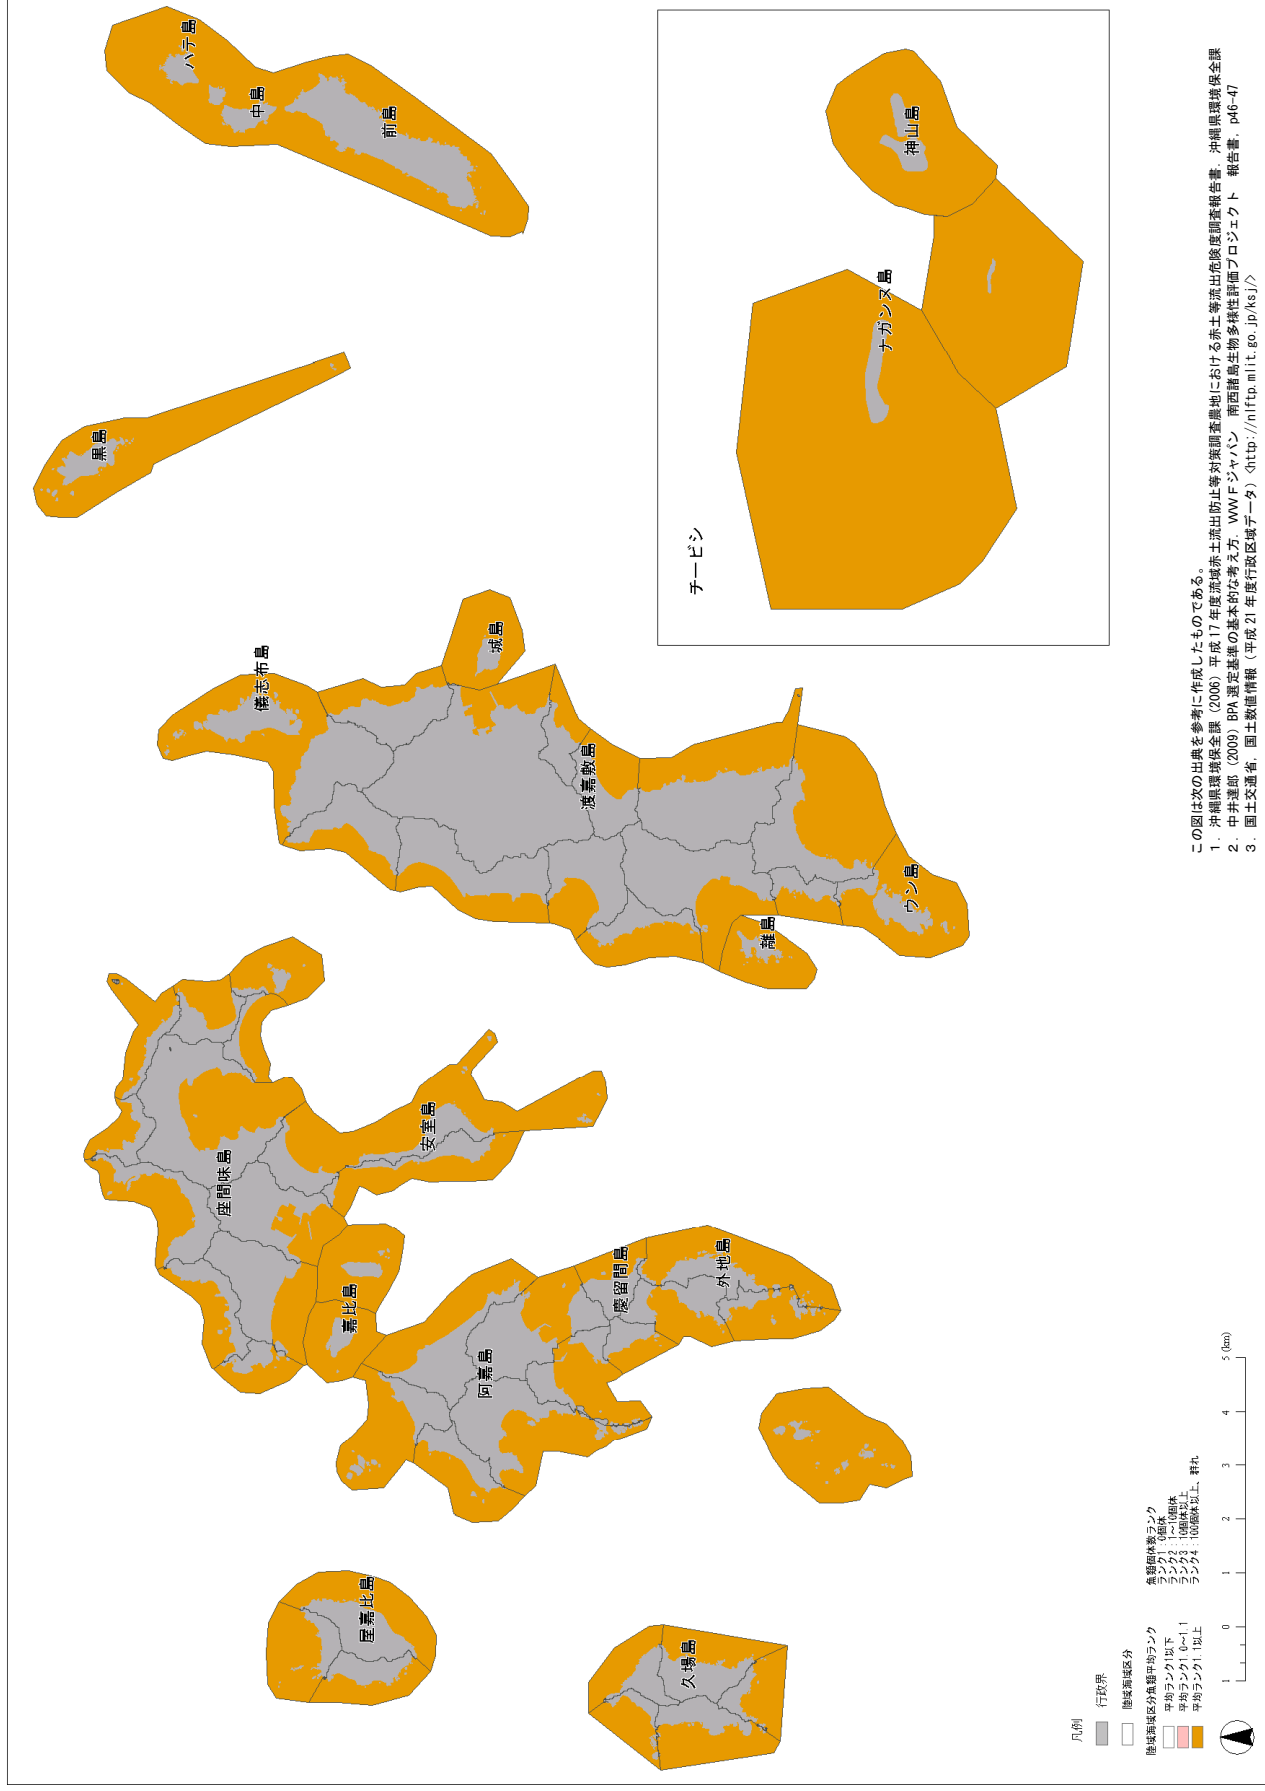 ハテ島
中島
前島
黒島
儀志布島
城島
渡嘉敷島
離島
ウン島
座間味島
安室島
嘉比島
阿嘉島
慶留間島
外地島
屋嘉比島
久場島
チービシ
神山島
ナガンヌ島
凡例
行政界
陸域海域区分
陸域海域区分魚類平均ランク
平均ランク1以下
平均ランク1.0~1.1
平均ランク1.1以上
魚類個体数ランク
ランク1:0個体
ランク2:1~10個体
ランク3:10個体以上
ランク4:100個体以上、群れ
1 0 1 2 3 4 5 (km)
この図は次の出典を参考に作成したものである。
1. 沖縄県環境保全課 (2006) 平成17年度流域赤土流出防止等対策調査農地における赤土等流出危険度調査報告書. 沖縄県環境保全課
2. 中井達郎 (2009) BPA選定基準の基本的な考え方. WWFジャパン 南西諸島生物多様性評価プロジェクト 報告書. p46-47
3. 国土交通省. 国土数値情報(平成21年度行政区域データ)<http://nlftp.mlit.go.jp/ksj/>